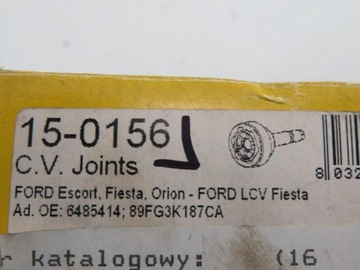 15-0156
C.V. Joints
8 032
FORD Escort, Fiesta, Orion - FORD LCV Fiesta
Ad. OE: 6485414; 89FG3K187CA
r katalogowy: (16